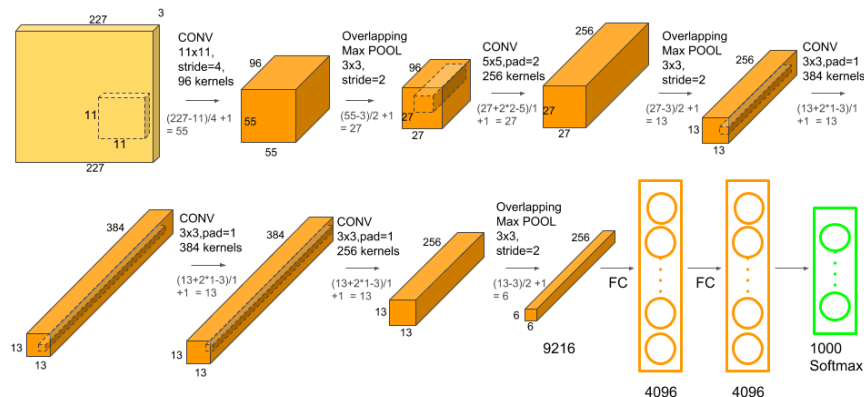 227
3
11
11
227
CONV
11x11,
stride=4,
96 kernels
(227-11)/4 +1
= 55
96
55
55
Overlapping
Max POOL
3x3,
stride=2
(55-3)/2 +1
= 27
96
27
27
CONV
5x5,pad=2
256 kernels
(27+2*2-5)/1
+1 = 27
256
27
27
Overlapping
Max POOL
3x3,
stride=2
(27-3)/2 +1
= 13
256
13
13
CONV
3x3,pad=1
384 kernels
(13+2*1-3)/1
+1 = 13
384
13
13
CONV
3x3,pad=1
384 kernels
(13+2*1-3)/1
+1 = 13
384
13
13
CONV
3x3,pad=1
256 kernels
(13+2*1-3)/1
+1 = 13
256
13
13
Overlapping
Max POOL
3x3,
stride=2
(13-3)/2 +1
= 6
256
6
6
9216
FC
4096
FC
4096
1000
Softmax